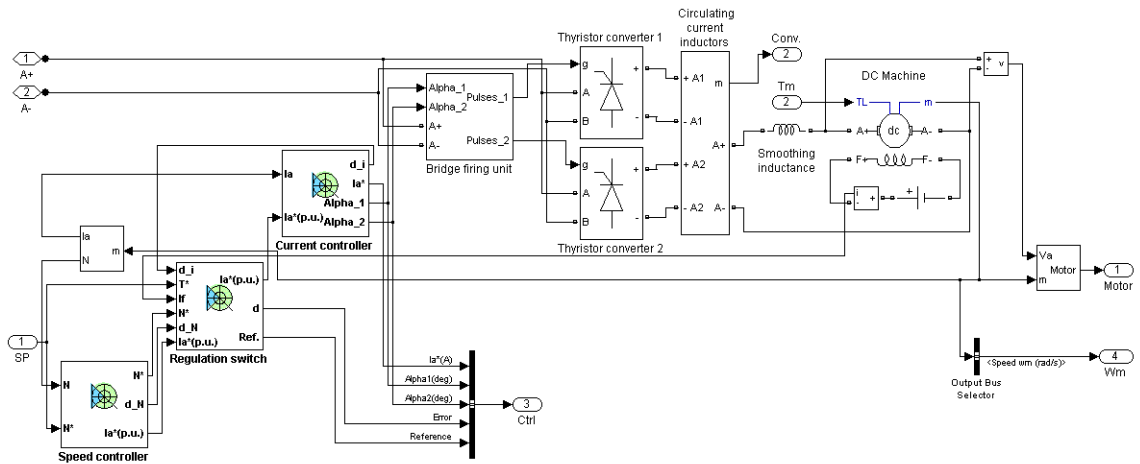 1
A+
2
A-
Alpha_1
Alpha_2
A+
A-
Pulses_1
Pulses_2
Bridge firing unit
Thyristor converter 1
g
A
B
+
-
g
A
B
+
-
Thyristor converter 2
Circulating
current
inductors
+ A1
- A1
+ A2
- A2
m
A+
A-
Conv.
2
Tm
2
Smoothing
inductance
DC Machine
TL
m
A+
dc
A-
F+
F-
i
+
-
+
+
-
v
Va
m
Motor
1
Motor
Ia
Ia*(p.u.)
d_i
Ia*
Alpha_1
Alpha_2
Current controller
Ia
N
m
d_i
T*
If
N*
d_N
Ia*(p.u.)
Ia*(p.u.)
d
Ref.
Regulation switch
1
SP
N
N*
N*
d_N
Ia*(p.u.)
Speed controller
Ia*(A)
Alpha1(deg)
Alpha2(deg)
Error
Reference
3
Ctrl
<Speed wm (rad/s)>
Output Bus
Selector
4
Wm